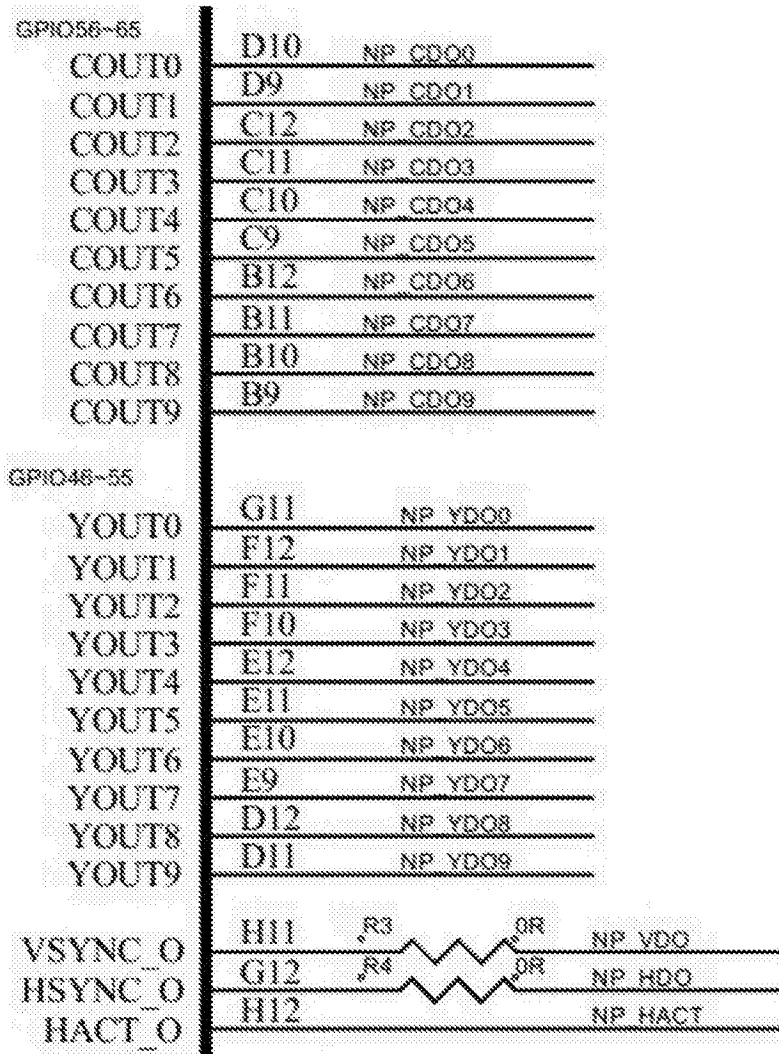 GPIO56~65
COUT0 D10 NP_CDO0
COUT1 D9 NP_CDO1
COUT2 C12 NP_CDO2
COUT3 C11 NP_CDO3
COUT4 C10 NP_CDO4
COUT5 C9 NP_CDO5
COUT6 B12 NP_CDO6
COUT7 B11 NP_CDO7
COUT8 B10 NP_CDO8
COUT9 B9 NP_CDO9
GPIO46~55
YOUT0 G11 NP_YDO0
YOUT1 F12 NP_YDO1
YOUT2 F11 NP_YDO2
YOUT3 F10 NP_YDO3
YOUT4 E12 NP_YDO4
YOUT5 E11 NP_YDO5
YOUT6 E10 NP_YDO6
YOUT7 E9 NP_YDO7
YOUT8 D12 NP_YDO8
YOUT9 D11 NP_YDO9
VSYNC_O H11 R3 0R NP_VDO
HSYNC_O G12 R4 0R NP_HDO
HACT_O H12 NP_HACT